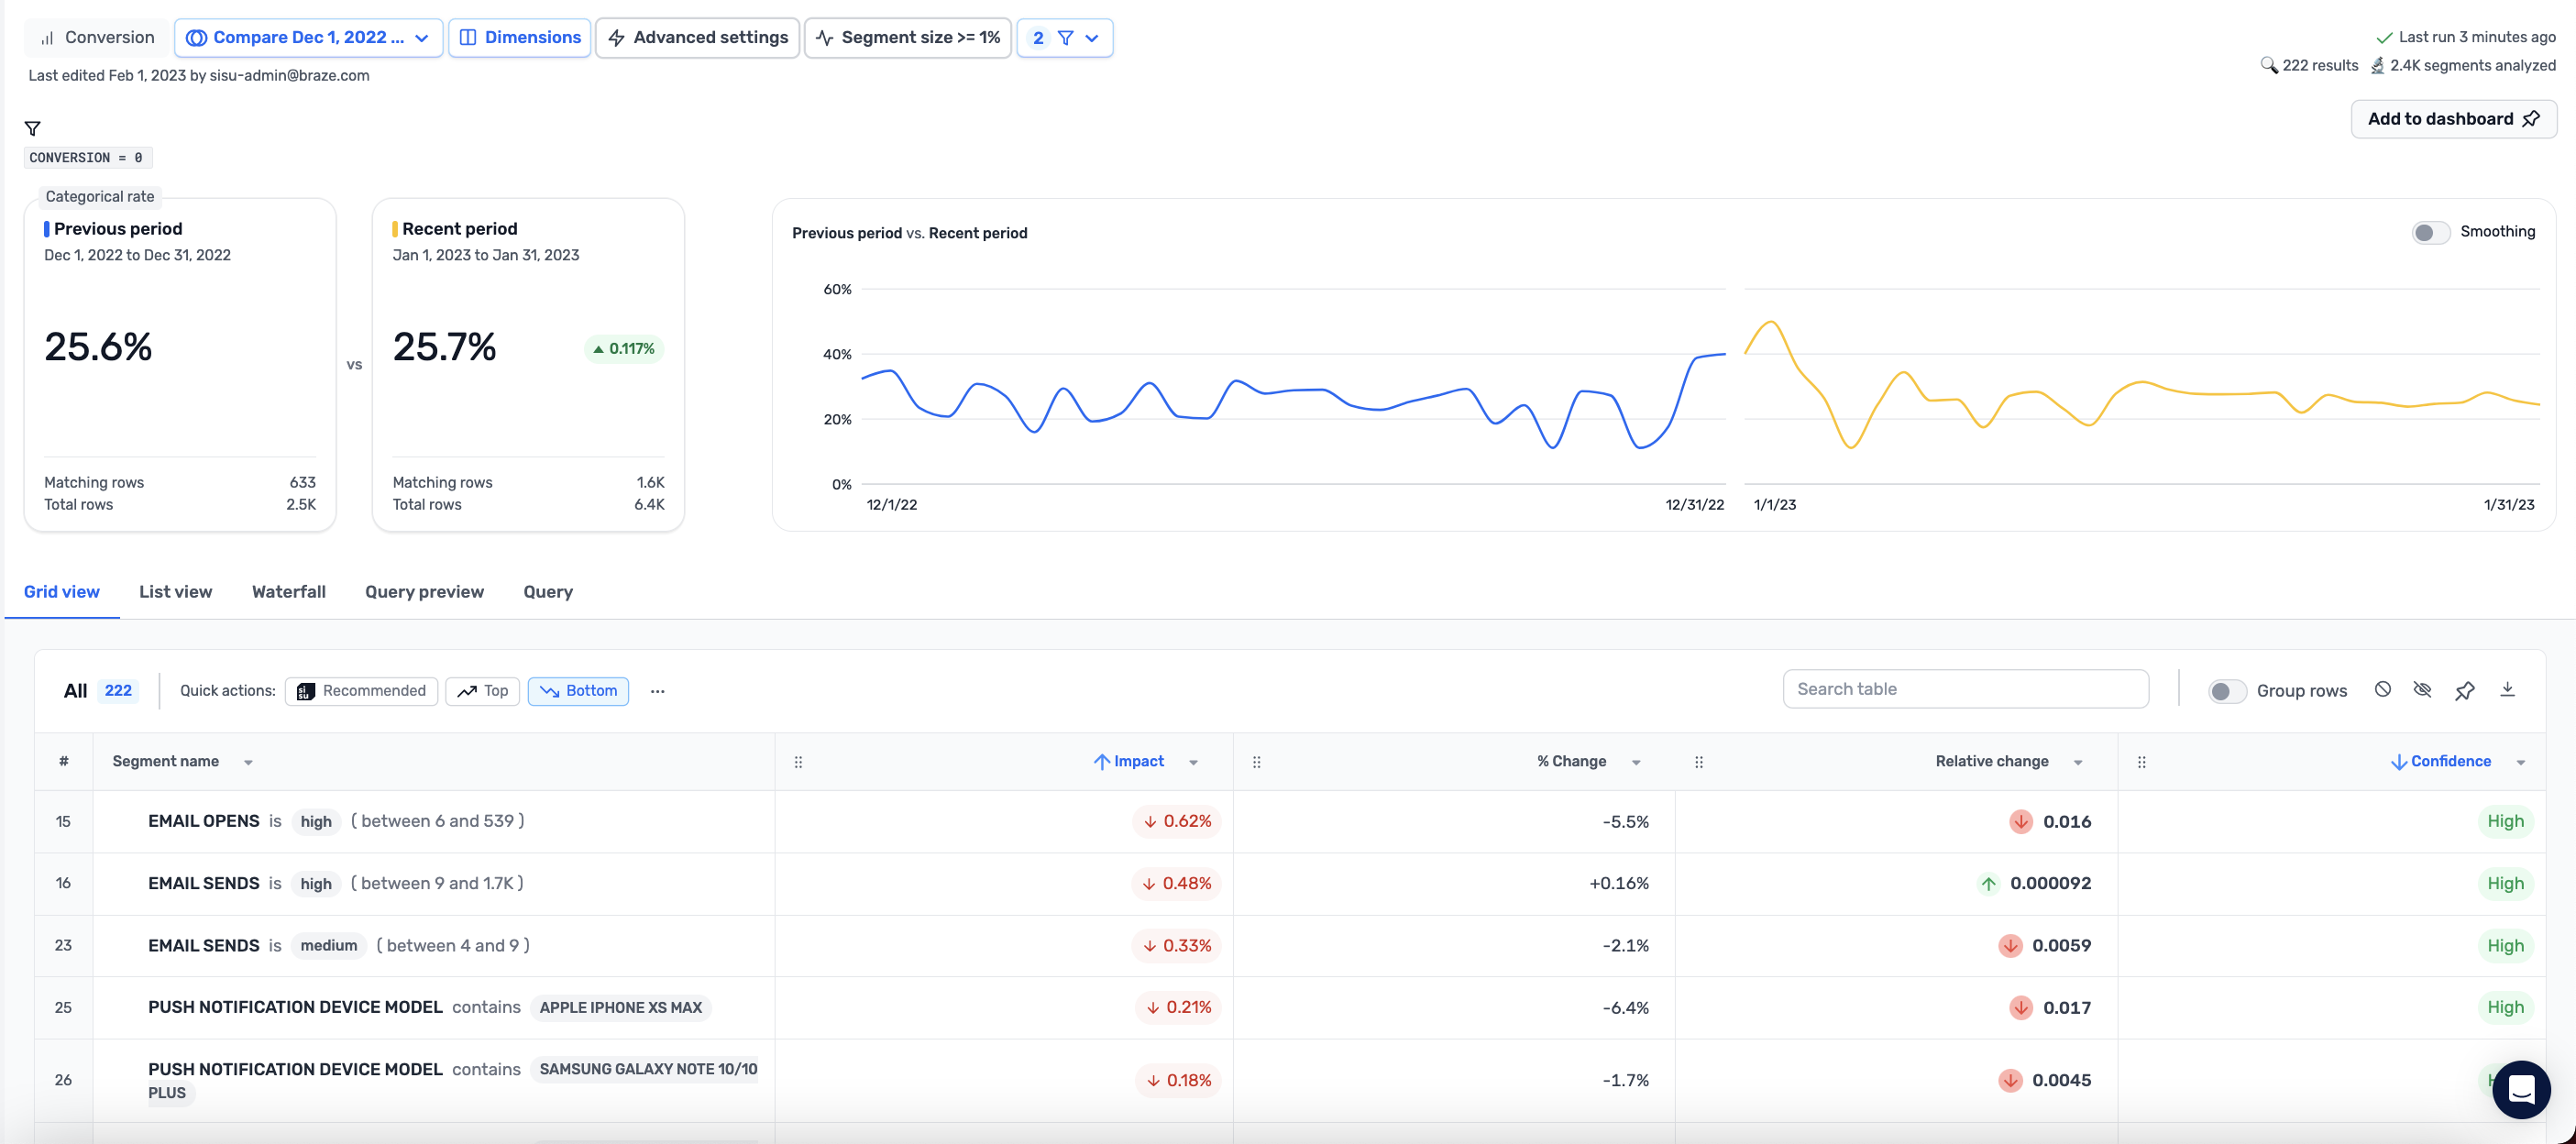 Conversion
Compare Dec 1, 2022 ...
Dimensions
Advanced settings
Segment size >= 1%
2
Last run 3 minutes ago
Last edited Feb 1, 2023 by sisu-admin@braze.com
222 results
2.4K segments analyzed
Add to dashboard
CONVERSION = 0
Categorical rate
Previous period
Dec 1, 2022 to Dec 31, 2022
25.6%
Matching rows 633
Total rows 2.5K
vs
Recent period
Jan 1, 2023 to Jan 31, 2023
25.7%
0.117%
Matching rows 1.6K
Total rows 6.4K
Previous period vs. Recent period
Smoothing
60%
40%
20%
0%
12/1/22 12/31/22 1/1/23 1/31/23
Grid view List view Waterfall Query preview Query
All 222 Quick actions: si su Recommended Top Bottom ...
Search table
Group rows
# Segment name Impact % Change Relative change Confidence
15 EMAIL OPENS is high ( between 6 and 539 ) 0.62% -5.5% 0.016 High
16 EMAIL SENDS is high ( between 9 and 1.7K ) 0.48% +0.16% 0.000092 High
23 EMAIL SENDS is medium ( between 4 and 9 ) 0.33% -2.1% 0.0059 High
25 PUSH NOTIFICATION DEVICE MODEL contains APPLE IPHONE XS MAX 0.21% -6.4% 0.017 High
26 PUSH NOTIFICATION DEVICE MODEL contains SAMSUNG GALAXY NOTE 10/10
PLUS 0.18% -1.7% 0.0045